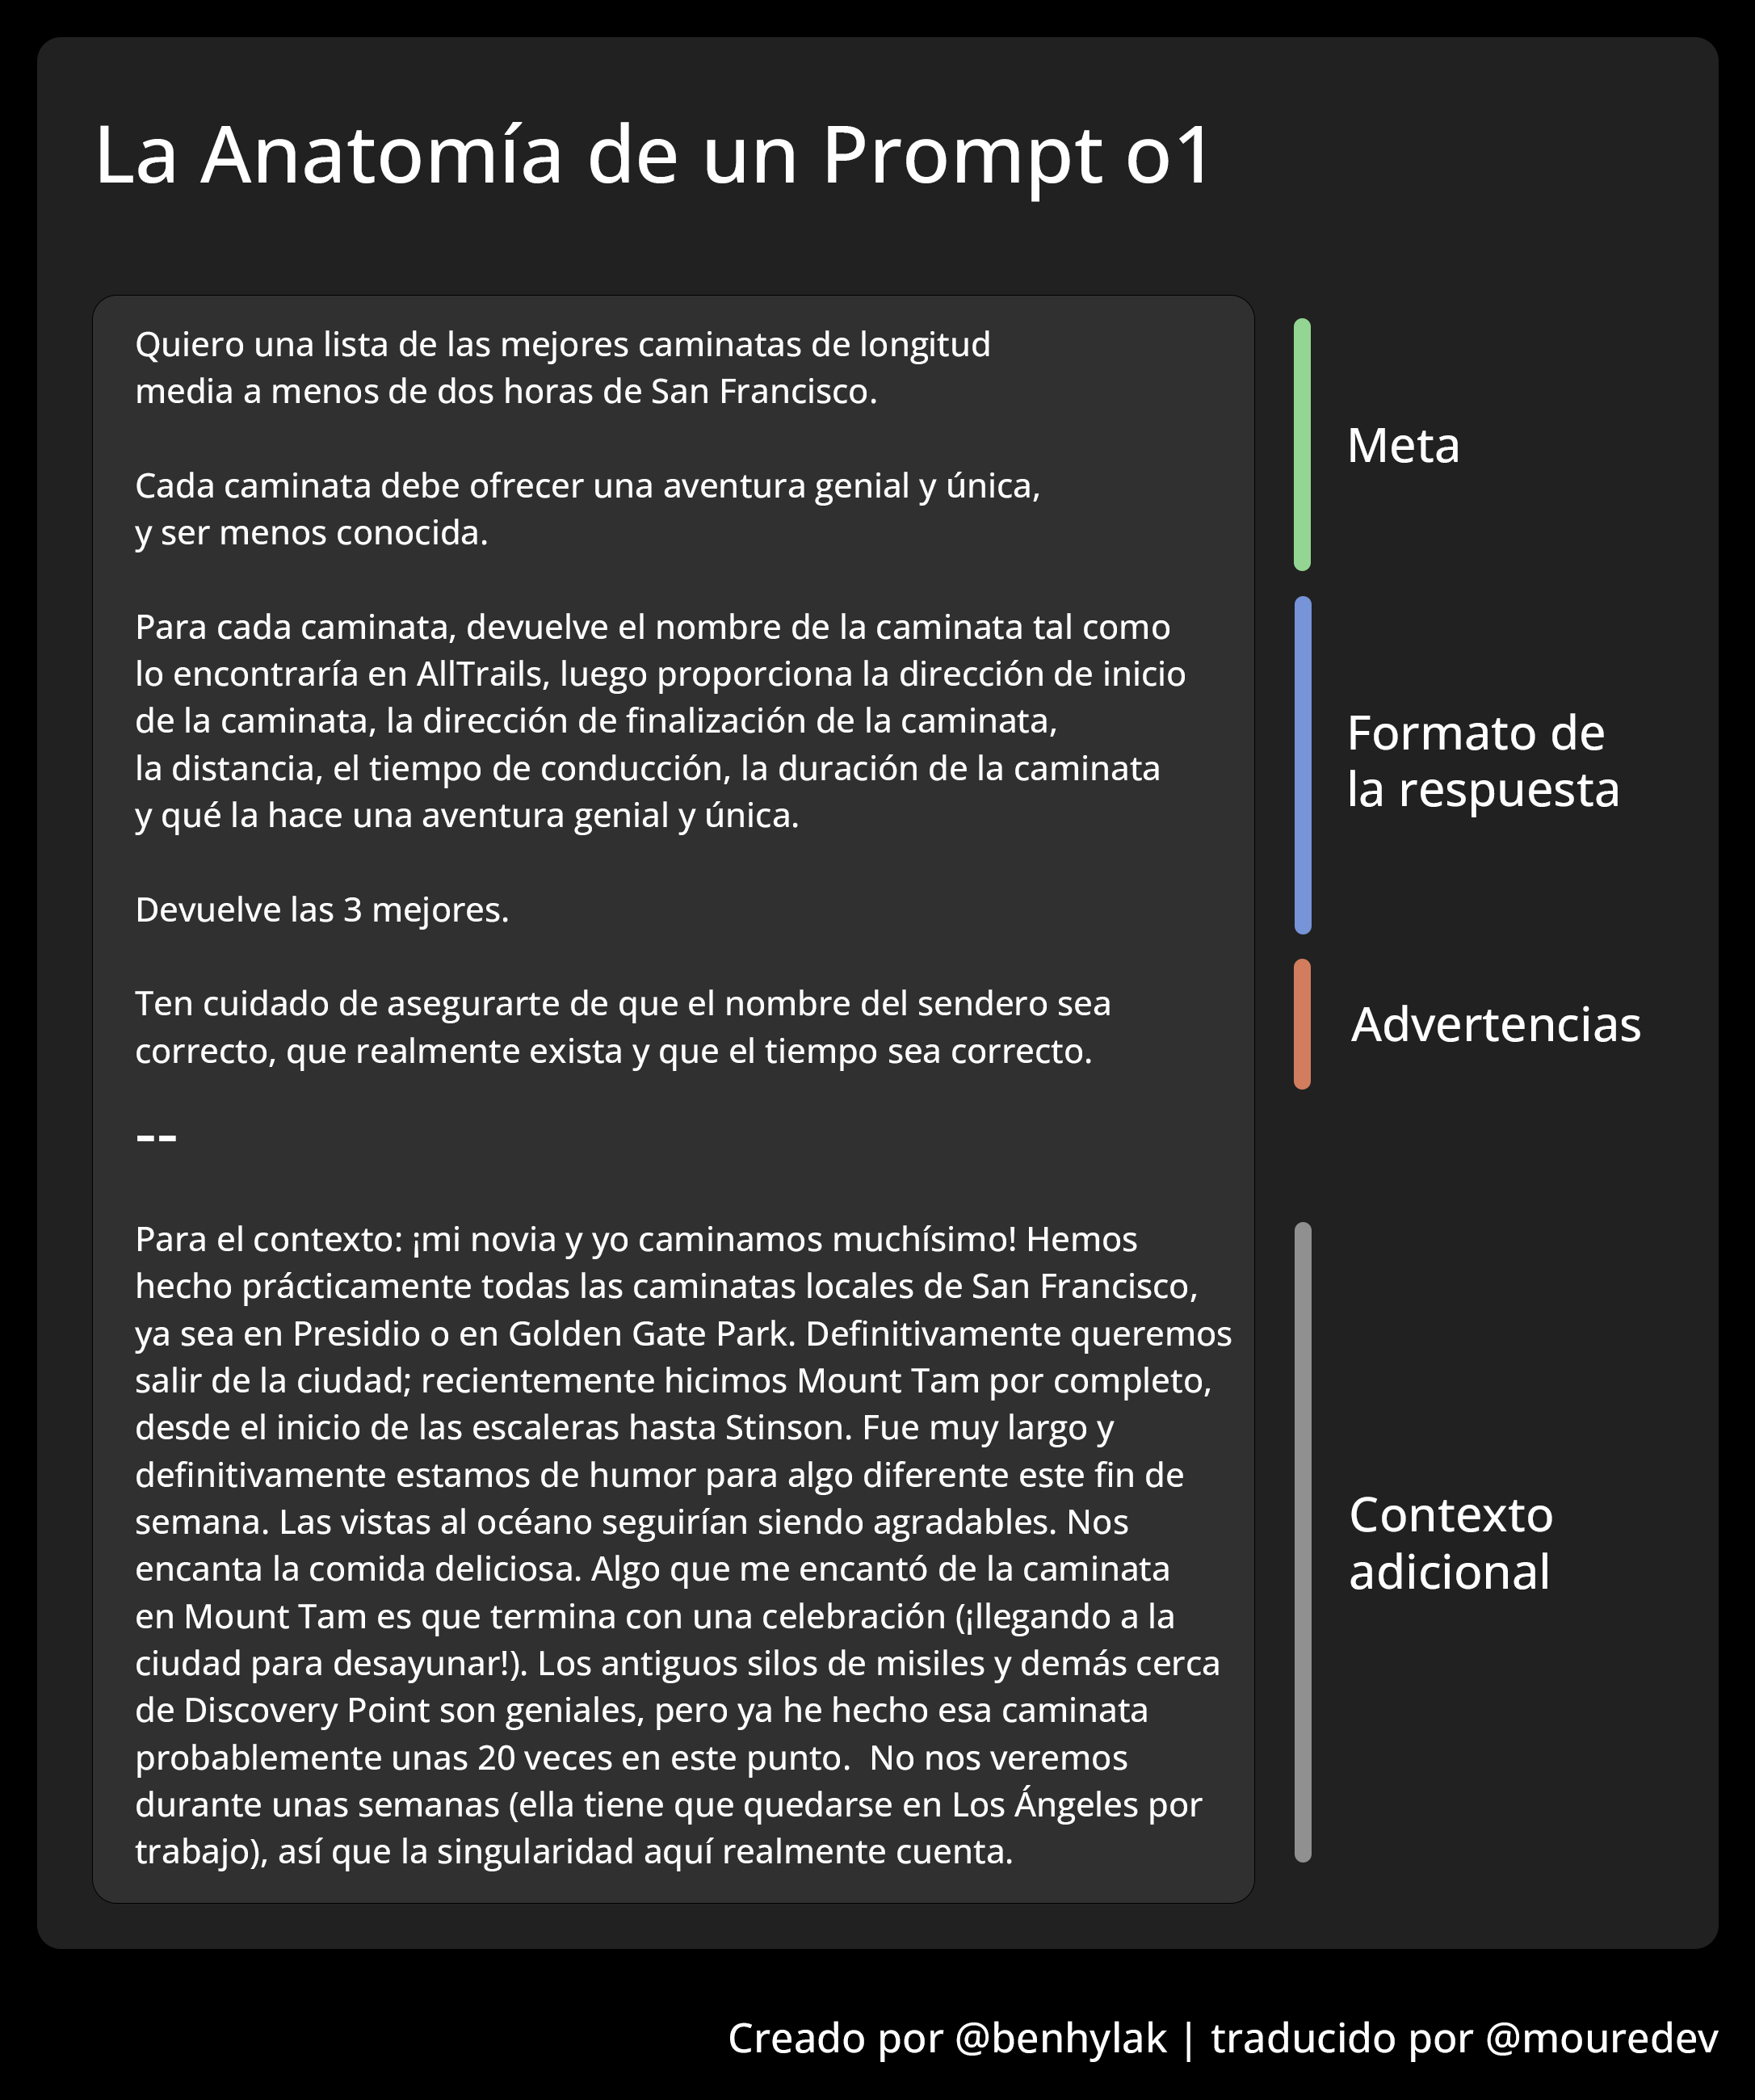 La Anatomía de un Prompt o1
Quiero una lista de las mejores caminatas de longitud
media a menos de dos horas de San Francisco.
Cada caminata debe ofrecer una aventura genial y única,
y ser menos conocida.
Meta
Para cada caminata, devuelve el nombre de la caminata tal como
lo encontraría en AllTrails, luego proporciona la dirección de inicio
de la caminata, la dirección de finalización de la caminata,
la distancia, el tiempo de conducción, la duración de la caminata
y qué la hace una aventura genial y única.
Devuelve las 3 mejores.
Formato de
la respuesta
Ten cuidado de asegurarte de que el nombre del sendero sea
correcto, que realmente exista y que el tiempo sea correcto.
Advertencias
--
Para el contexto: ¡mi novia y yo caminamos muchísimo! Hemos
hecho prácticamente todas las caminatas locales de San Francisco,
ya sea en Presidio o en Golden Gate Park. Definitivamente queremos
salir de la ciudad; recientemente hicimos Mount Tam por completo,
desde el inicio de las escaleras hasta Stinson. Fue muy largo y
definitivamente estamos de humor para algo diferente este fin de
semana. Las vistas al océano seguirían siendo agradables. Nos
encanta la comida deliciosa. Algo que me encantó de la caminata
en Mount Tam es que termina con una celebración (¡llegando a la
ciudad para desayunar!). Los antiguos silos de misiles y demás cerca
de Discovery Point son geniales, pero ya he hecho esa caminata
probablemente unas 20 veces en este punto.  No nos veremos
durante unas semanas (ella tiene que quedarse en Los Ángeles por
trabajo), así que la singularidad aquí realmente cuenta.
Contexto
adicional
Creado por @benhylak | traducido por @mouredev